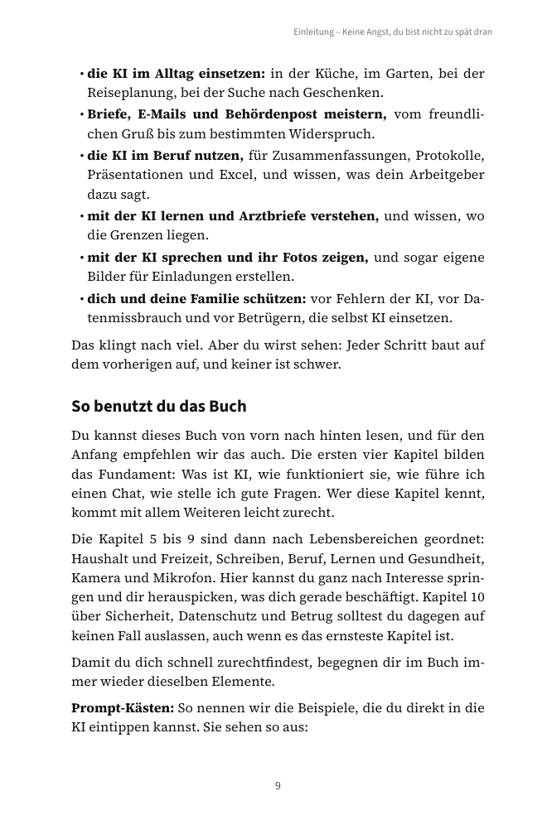 Einleitung – Keine Angst, du bist nicht zu spät dran
• die KI im Alltag einsetzen: in der Küche, im Garten, bei der
Reiseplanung, bei der Suche nach Geschenken.
• Briefe, E-Mails und Behördenpost meistern, vom freundli-
chen Gruß bis zum bestimmten Widerspruch.
• die KI im Beruf nutzen, für Zusammenfassungen, Protokolle,
Präsentationen und Excel, und wissen, was dein Arbeitgeber
dazu sagt.
• mit der KI lernen und Arztbriefe verstehen, und wissen, wo
die Grenzen liegen.
• mit der KI sprechen und ihr Fotos zeigen, und sogar eigene
Bilder für Einladungen erstellen.
• dich und deine Familie schützen: vor Fehlern der KI, vor Da-
tenmissbrauch und vor Betrügern, die selbst KI einsetzen.
Das klingt nach viel. Aber du wirst sehen: Jeder Schritt baut auf
dem vorherigen auf, und keiner ist schwer.
So benutzt du das Buch
Du kannst dieses Buch von vorn nach hinten lesen, und für den
Anfang empfehlen wir das auch. Die ersten vier Kapitel bilden
das Fundament: Was ist KI, wie funktioniert sie, wie führe ich
einen Chat, wie stelle ich gute Fragen. Wer diese Kapitel kennt,
kommt mit allem Weiteren leicht zurecht.
Die Kapitel 5 bis 9 sind dann nach Lebensbereichen geordnet:
Haushalt und Freizeit, Schreiben, Beruf, Lernen und Gesundheit,
Kamera und Mikrofon. Hier kannst du ganz nach Interesse sprin-
gen und dir herauspicken, was dich gerade beschäftigt. Kapitel 10
über Sicherheit, Datenschutz und Betrug solltest du dagegen auf
keinen Fall auslassen, auch wenn es das ernsteste Kapitel ist.
Damit du dich schnell zurechtfindest, begegnen dir im Buch im-
mer wieder dieselben Elemente.
Prompt-Kästen: So nennen wir die Beispiele, die du direkt in die
KI eintippen kannst. Sie sehen so aus:
9